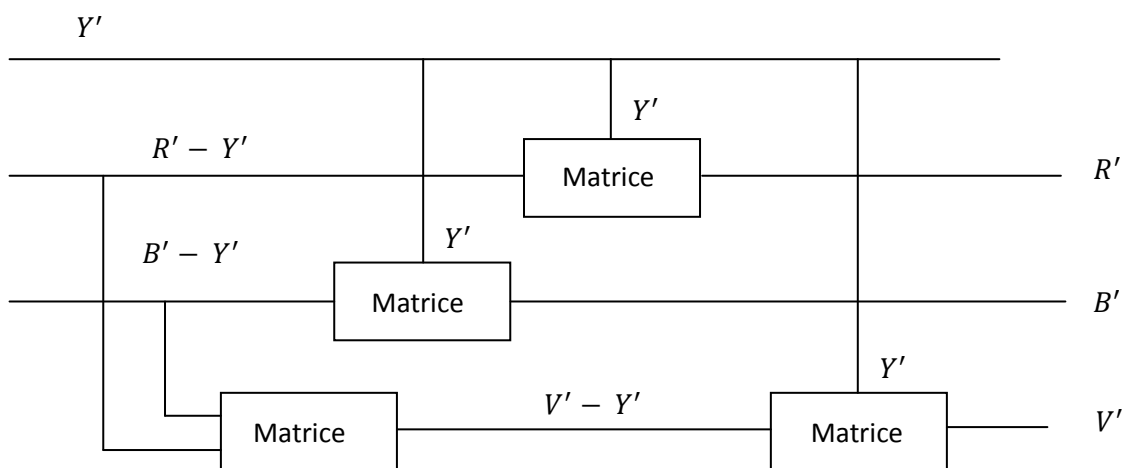 Y′
Y′
R′ − Y′
Matrice
R′
Y′
B′ − Y′
Matrice
B′
Y′
V′ − Y′
Matrice
Matrice
V′